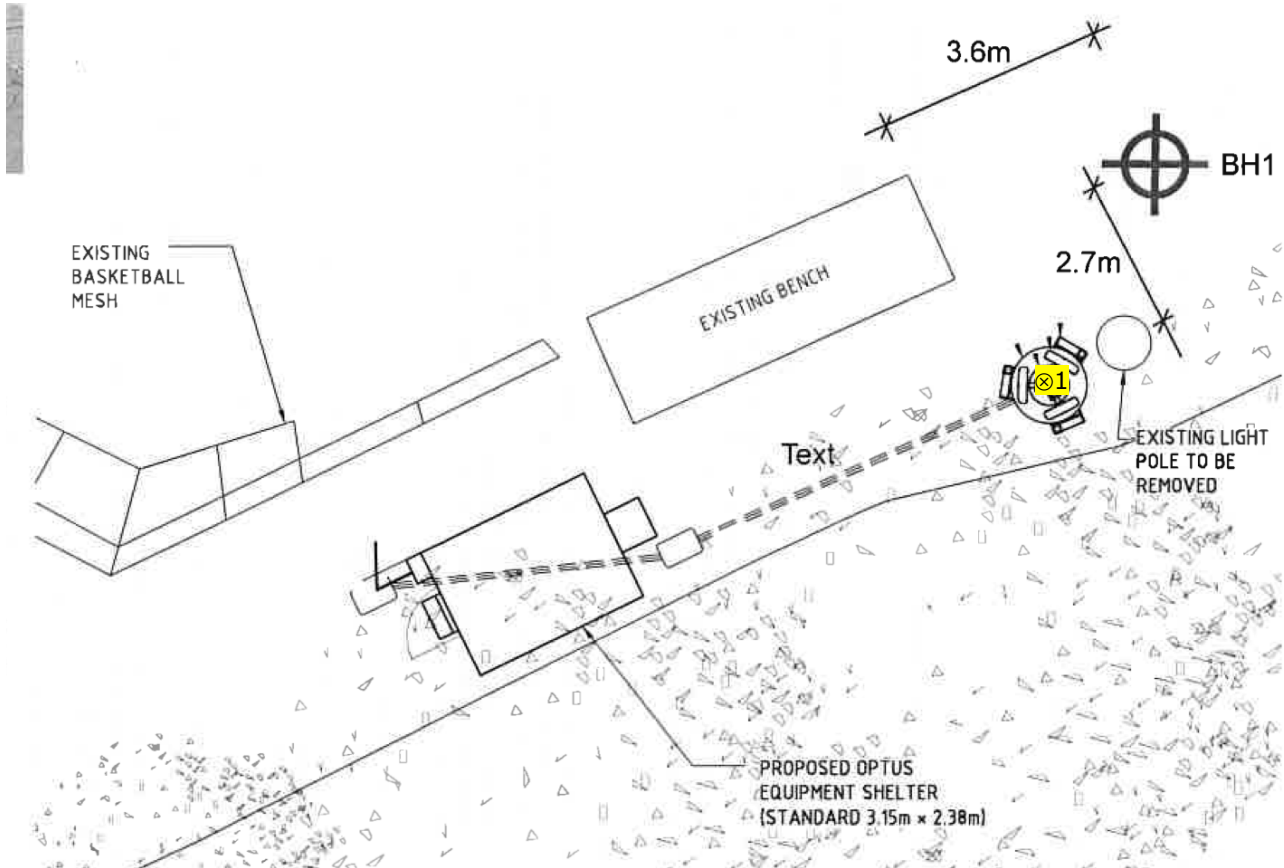 3.6m
BH1
EXISTING
BASKETBALL
MESH
2.7m
EXISTING BENCH
⊗1
EXISTING LIGHT
POLE TO BE
REMOVED
Text
PROPOSED OPTUS
EQUIPMENT SHELTER
(STANDARD 3.15m × 2.38m)